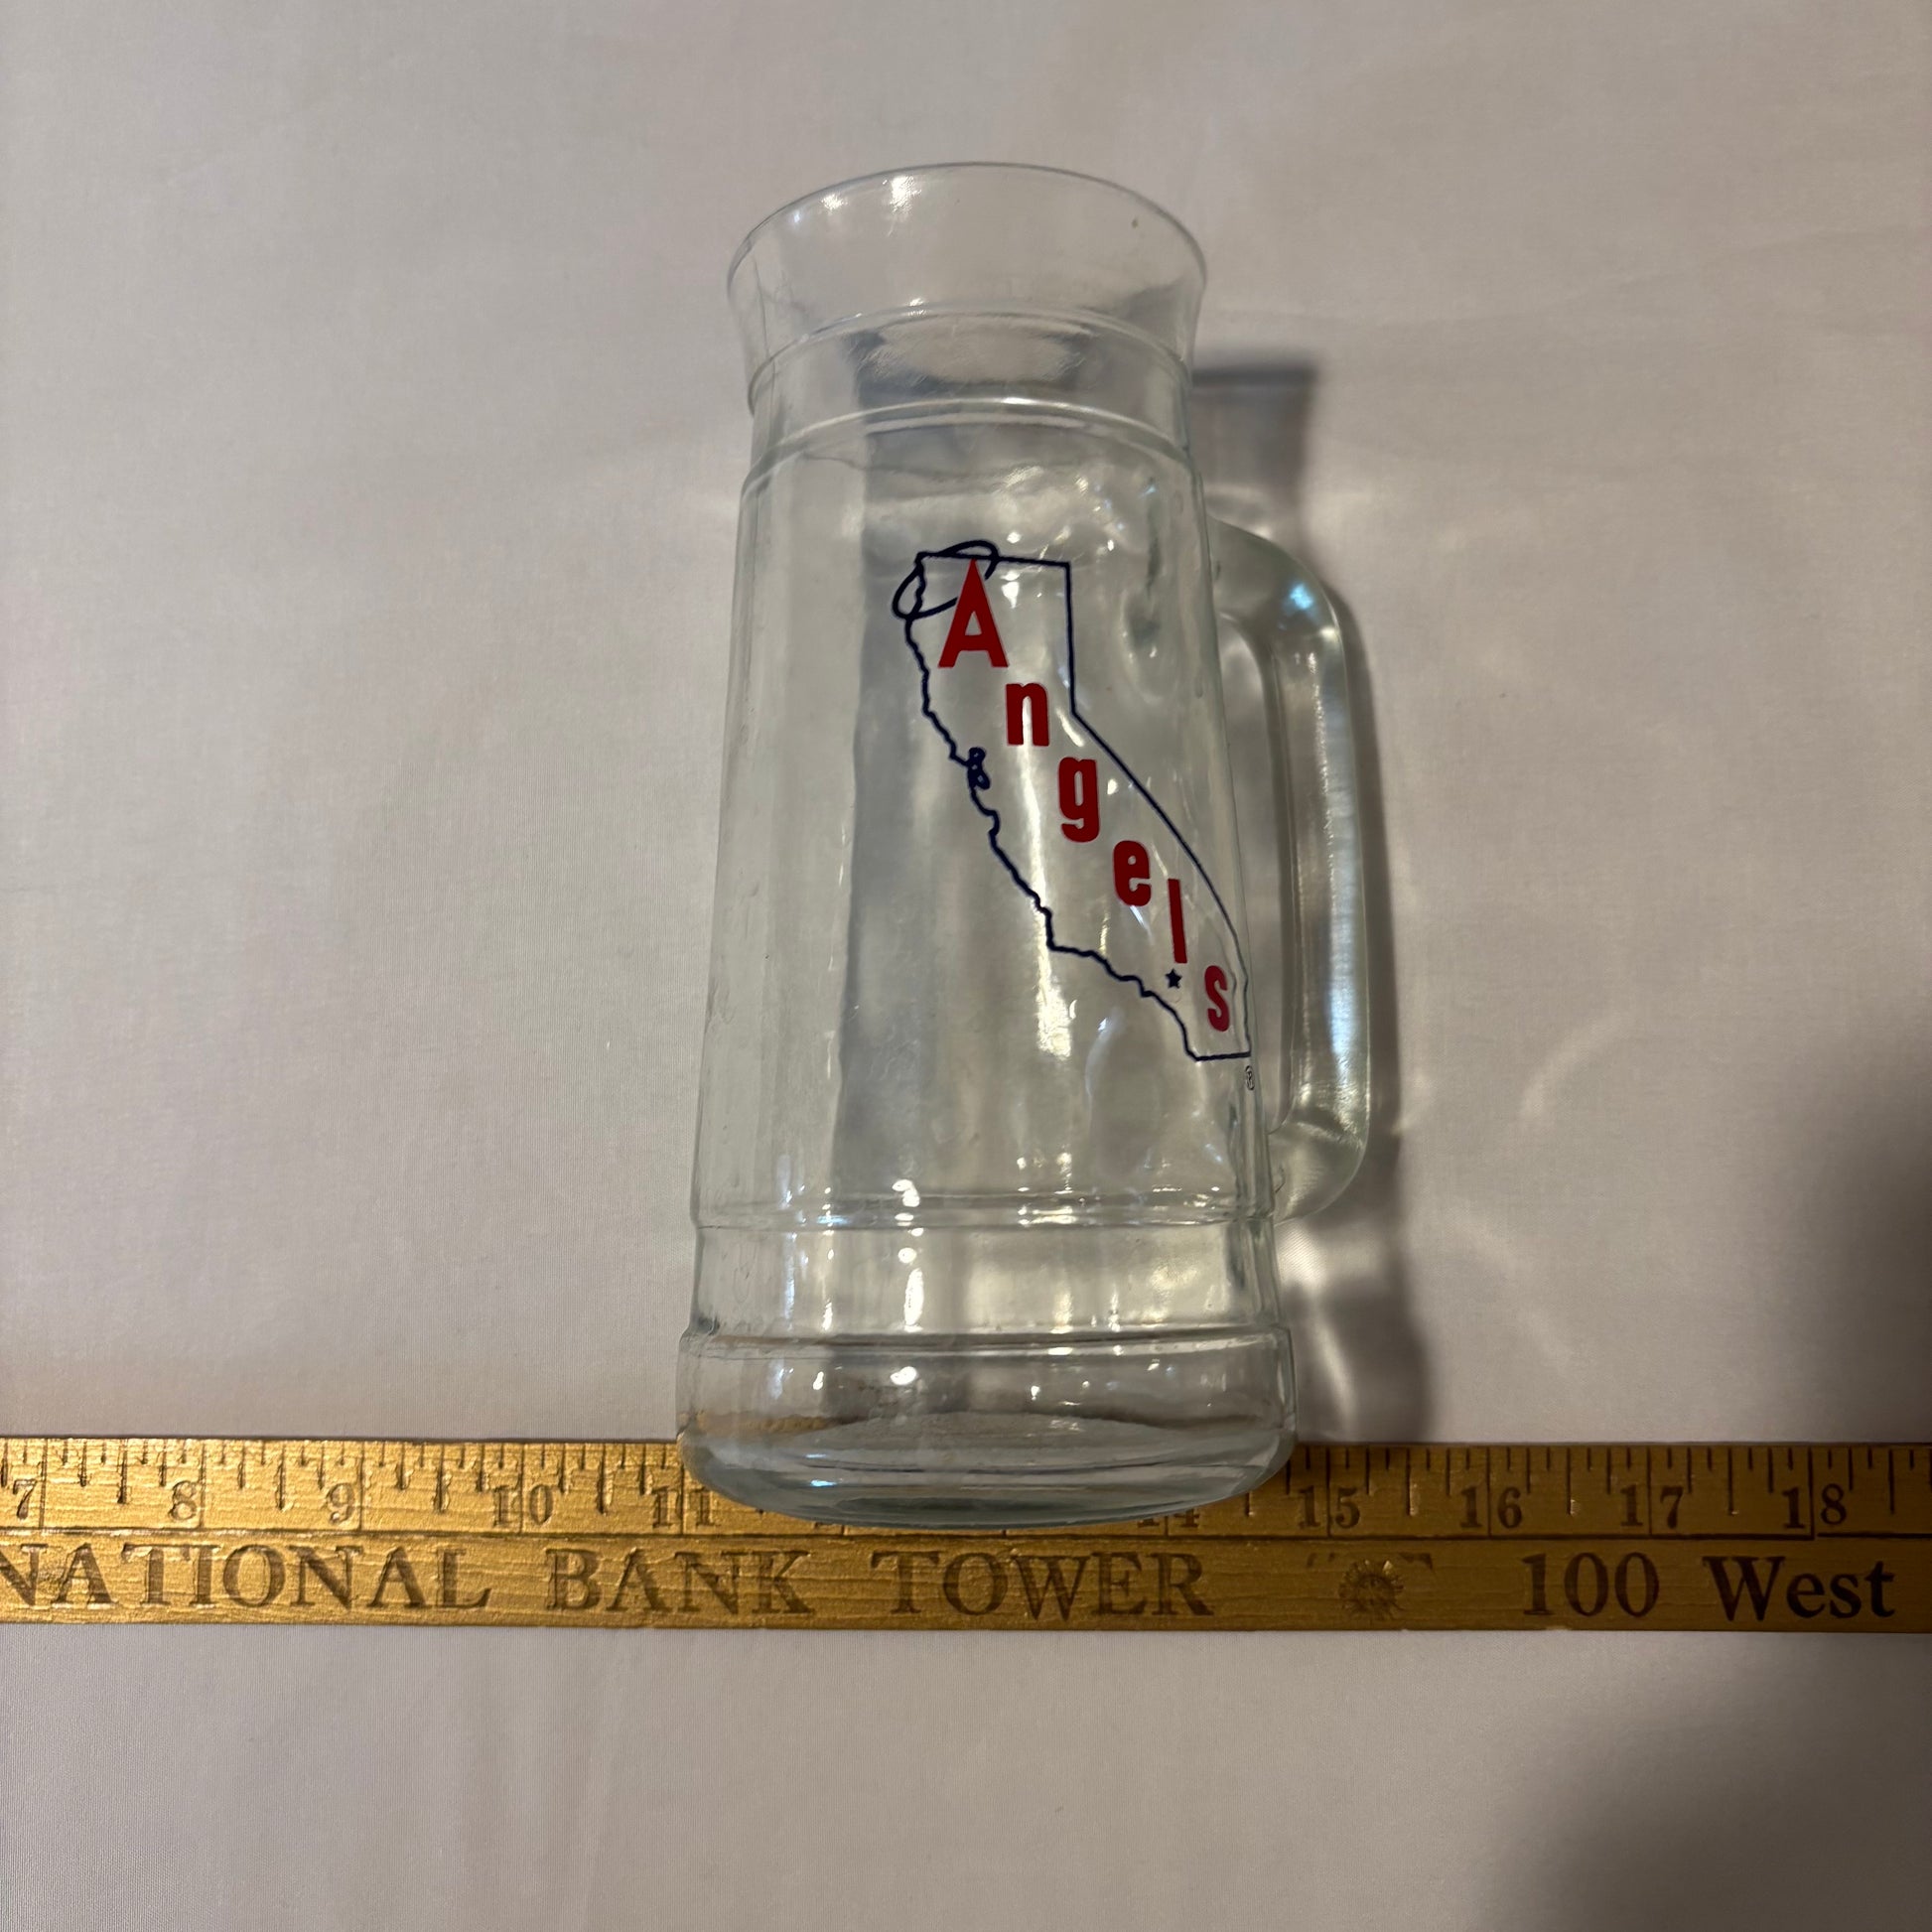 Angels
®
7 8 9 10 11 14 15 16 17 18
NATIONAL BANK TOWER 100 West